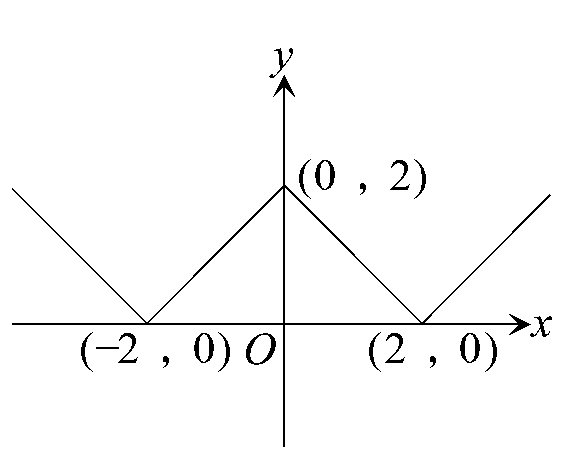 y
(0 , 2)
x
(−2 , 0) O (2 , 0)